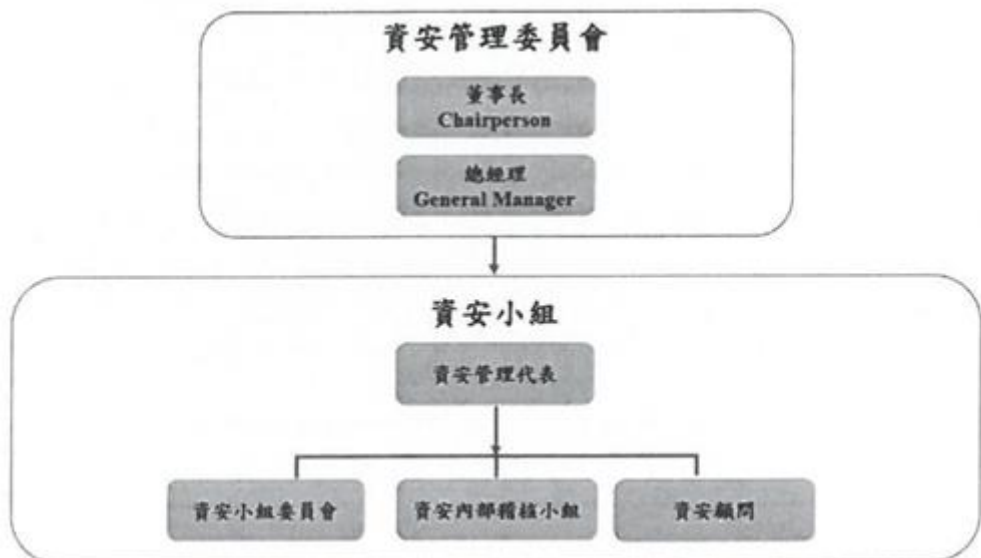 資安管理委員會
董事長
Chairperson
總經理
General Manager
資安小組
資安管理代表
資安小組委員會
資安內部稽核小組
資安顧問